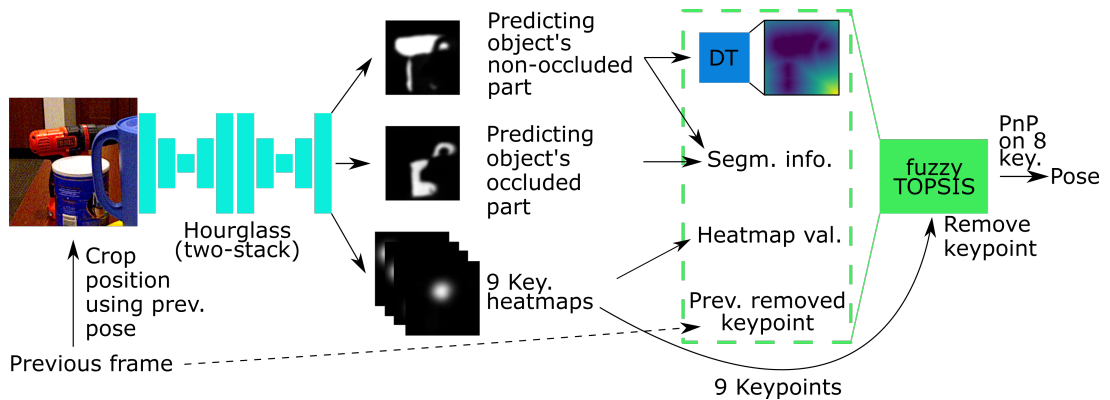 Predicting
object's
non-occluded
part
DT
Predicting
object's
occluded
part
Segm. info.
fuzzy
TOPSIS
PnP
on 8
key.
Pose
Hourglass
(two-stack)
Crop
position
using prev.
pose
9 Key.
heatmaps
Heatmap val.
Remove
keypoint
Prev. removed
keypoint
Previous frame
9 Keypoints